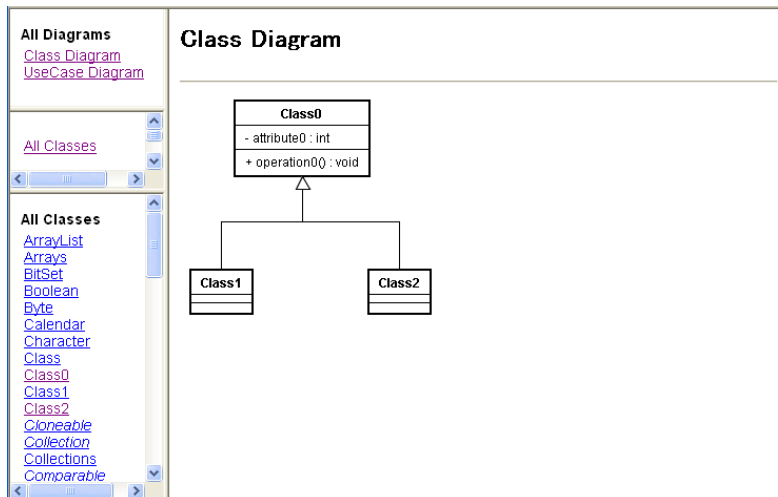 All Diagrams
Class Diagram
UseCase Diagram
All Classes
All Classes
ArrayList
Arrays
BitSet
Boolean
Byte
Calendar
Character
Class
Class0
Class1
Class2
Cloneable
Collection
Collections
Comparable
Class Diagram
Class0
- attribute0 : int
+ operation0() : void
Class1
Class2